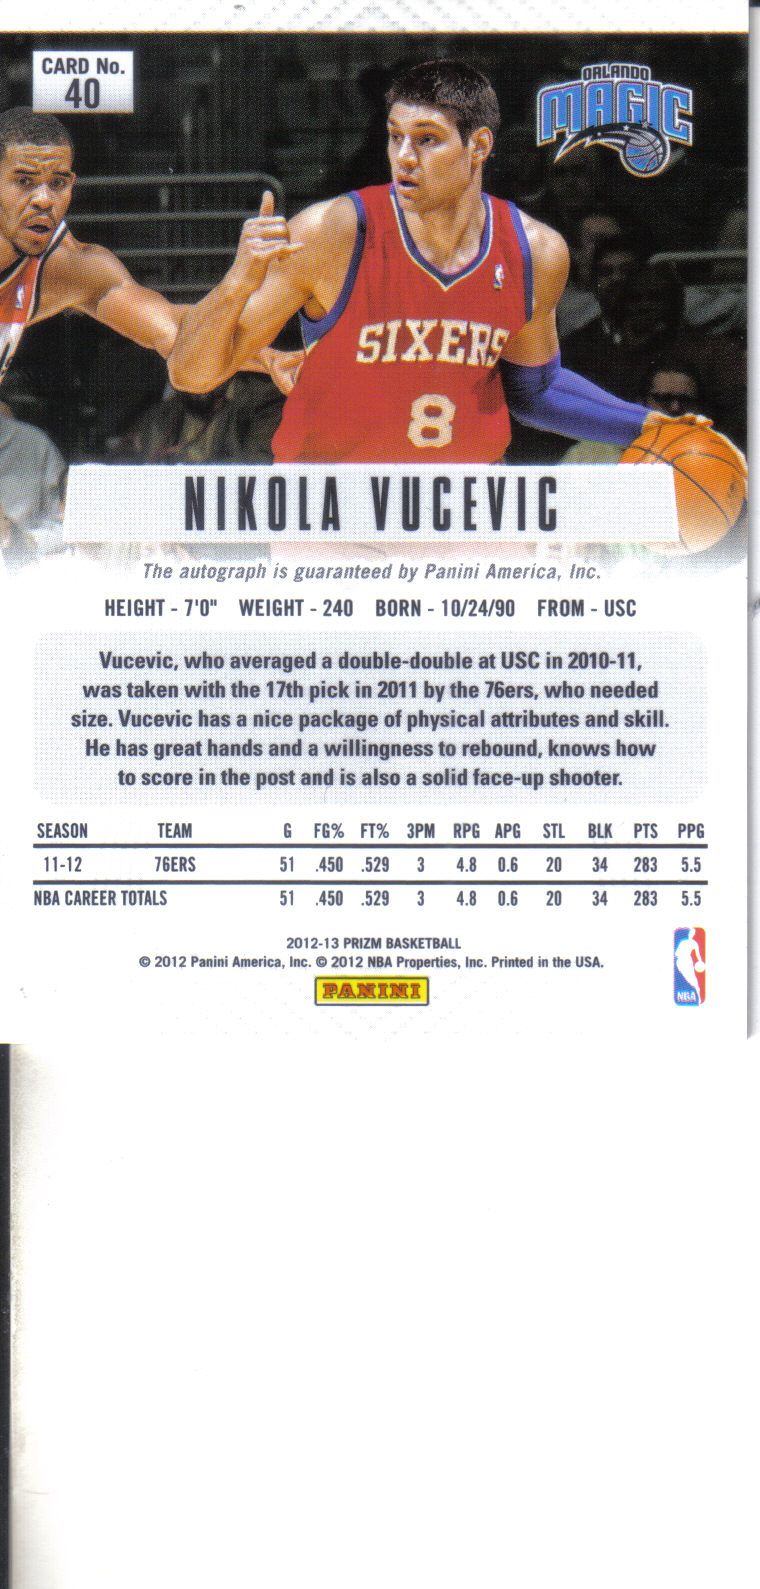 CARD No.
40
ORLANDO
MAGIC
SIXERS
8
NIKOLA VUCEVIC
The autograph is guaranteed by Panini America, Inc.
HEIGHT - 7'0" WEIGHT - 240 BORN - 10/24/90 FROM - USC
Vucevic, who averaged a double-double at USC in 2010-11,
was taken with the 17th pick in 2011 by the 76ers, who needed
size. Vucevic has a nice package of physical attributes and skill.
He has great hands and a willingness to rebound, knows how
to score in the post and is also a solid face-up shooter.
SEASON TEAM G FG% FT% 3PM RPG APG STL BLK PTS PPG
11-12 76ERS 51 .450 .529 3 4.8 0.6 20 34 283 5.5
NBA CAREER TOTALS 51 .450 .529 3 4.8 0.6 20 34 283 5.5
2012-13 PRIZM BASKETBALL
© 2012 Panini America, Inc. © 2012 NBA Properties, Inc. Printed in the USA.
PANINI
NBA